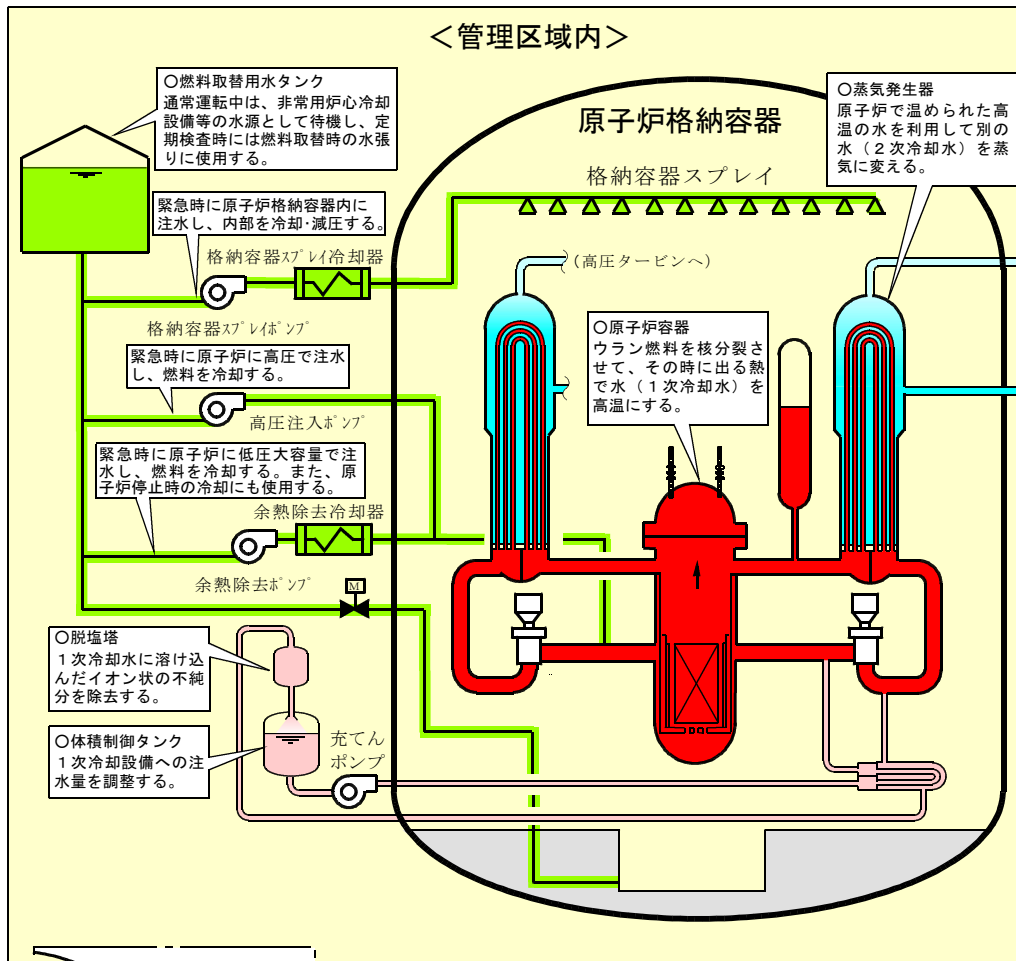 ＜管理区域内＞
○燃料取替用水タンク
通常運転中は、非常用炉心冷却
設備等の水源として待機し、定
期検査時には燃料取替時の水張
りに使用する。
○蒸気発生器
原子炉で温められた高
温の水を利用して別の
水（２次冷却水）を蒸
気に変える。
原子炉格納容器
格納容器スプレイ
緊急時に原子炉格納容器内に
注水し、内部を冷却･減圧する。
格納容器ｽﾌﾟﾚｲ冷却器
（高圧タービンへ）
格納容器ｽﾌﾟﾚｲﾎﾟﾝﾌﾟ
○原子炉容器
ウラン燃料を核分裂さ
せて、その時に出る熱
で水（１次冷却水）を
高温にする。
緊急時に原子炉に高圧で注水
し、燃料を冷却する。
高圧注入ﾎﾟﾝﾌﾟ
緊急時に原子炉に低圧大容量で注
水し、燃料を冷却する。また、原
子炉停止時の冷却にも使用する。
余熱除去冷却器
余熱除去ﾎﾟﾝﾌﾟ
M
○脱塩塔
１次冷却水に溶け込
んだイオン状の不純
分を除去する。
○体積制御タンク
１次冷却設備への注
水量を調整する。
充てん
ポンプ